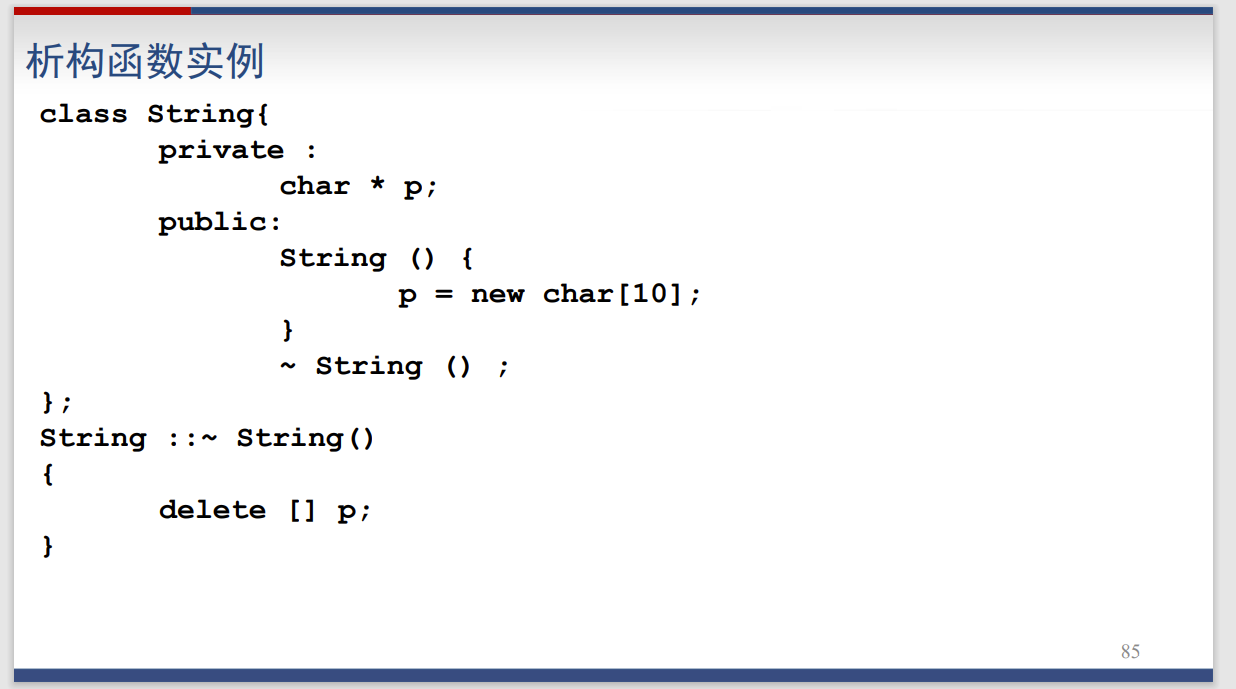 析构函数实例
class String{
private :
char * p;
public:
String () {
p = new char[10];
}
~ String () ;
};
String ::~ String()
{
delete [] p;
}
85